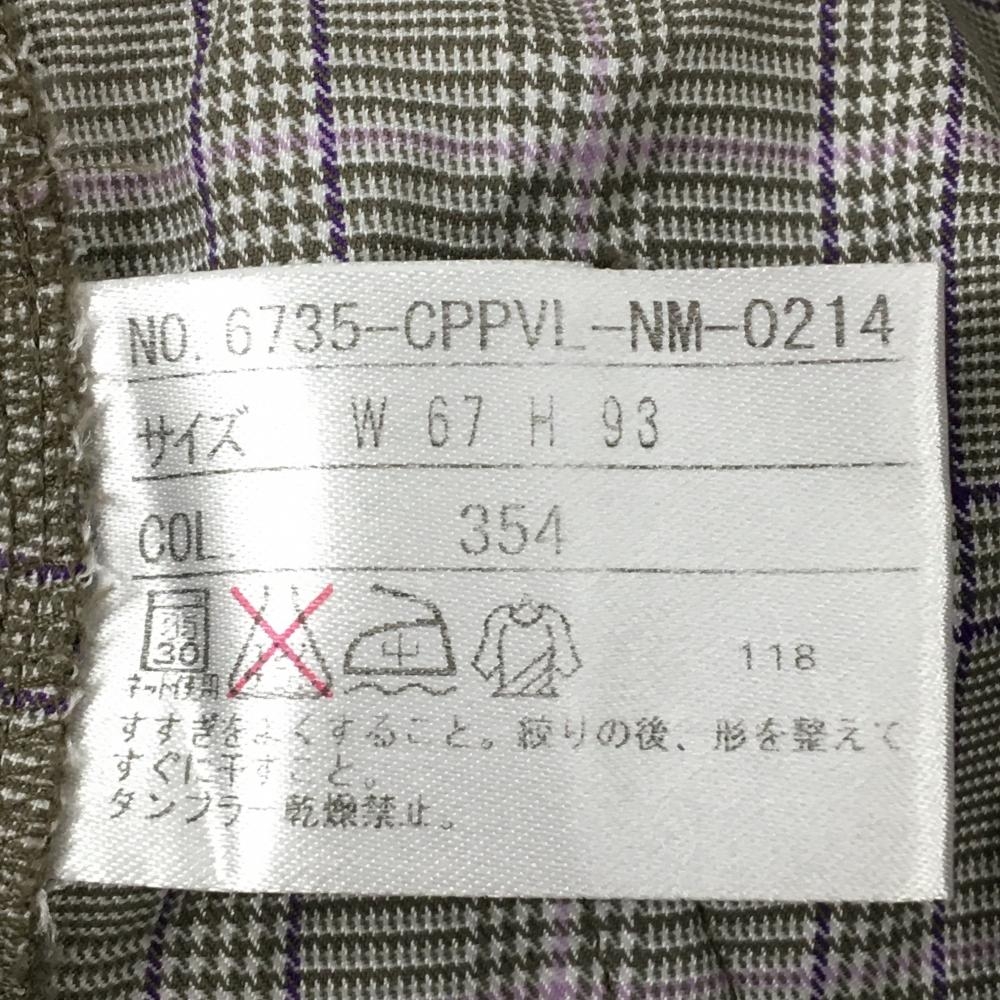 NO. 6735-CPPVL-NM-0214
サイズ W 67 H 93
COL. 354
30 中 118
ネット使用
すすぎをよくすること。絞りの後、形を整えて
すぐに干すこと。
タンブラー乾燥禁止。